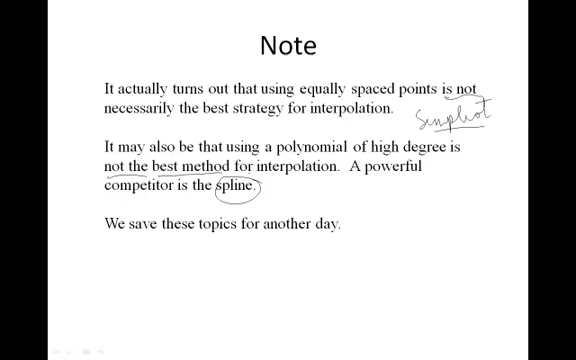 Note
It actually turns out that using equally spaced points is not
necessarily the best strategy for interpolation.
Simplest
It may also be that using a polynomial of high degree is
not the best method for interpolation. A powerful
competitor is the spline.
We save these topics for another day.